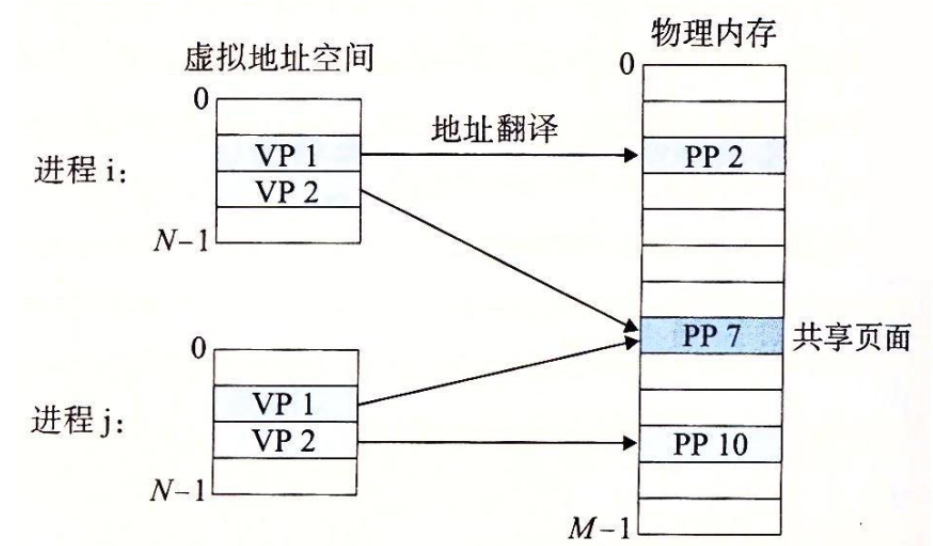 物理内存
虚拟地址空间
0
0
地址翻译
进程 i:
VP 1
PP 2
VP 2
N-1
PP 7
共享页面
0
进程 j:
VP 1
VP 2
PP 10
N-1
M-1